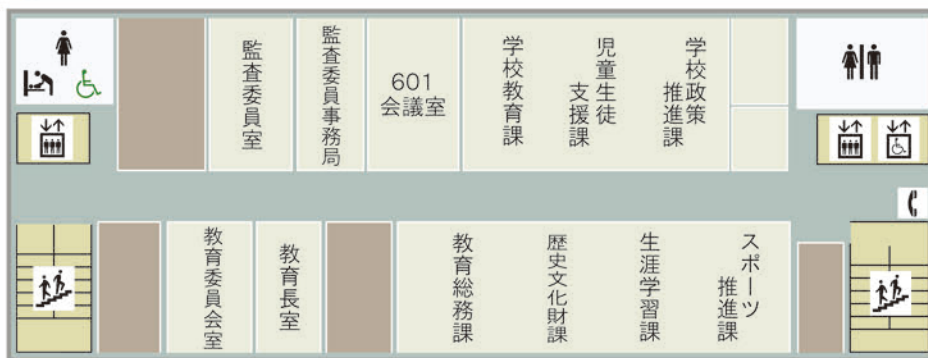 監査委員室
監査委員事務局
601
会議室
学校教育課
児童生徒
支援課
学校政策
推進課
教育委員会室
教育長室
教育総務課
歴史文化財課
生涯学習課
スポーツ
推進課